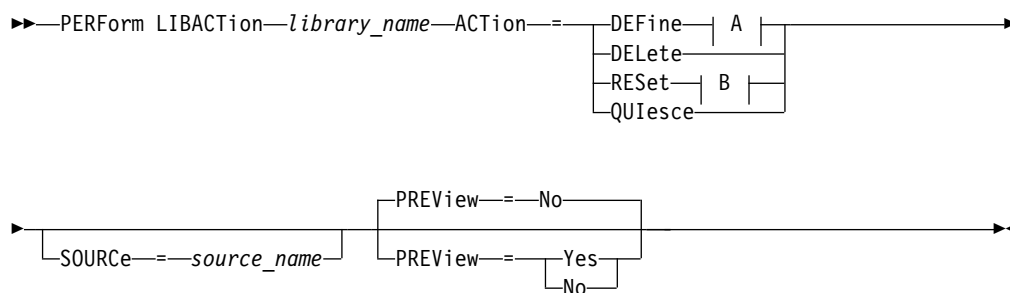 PERForm LIBACTion library_name ACTion = DEFine A
DELete
RESet B
QUIesce
PREView = No
SOURCe = source_name PREView = Yes
No